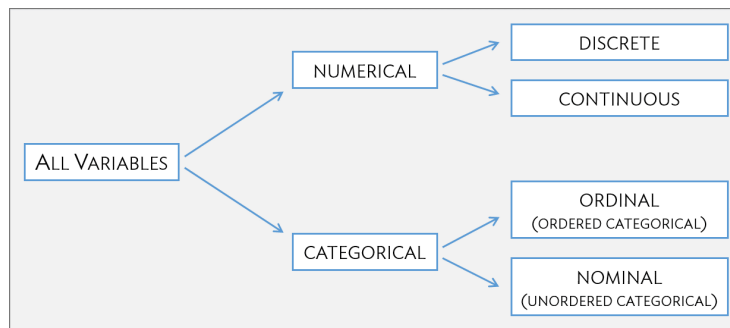 ALL VARIABLES
NUMERICAL
DISCRETE
CONTINUOUS
CATEGORICAL
ORDINAL
(ORDERED CATEGORICAL)
NOMINAL
(UNORDERED CATEGORICAL)